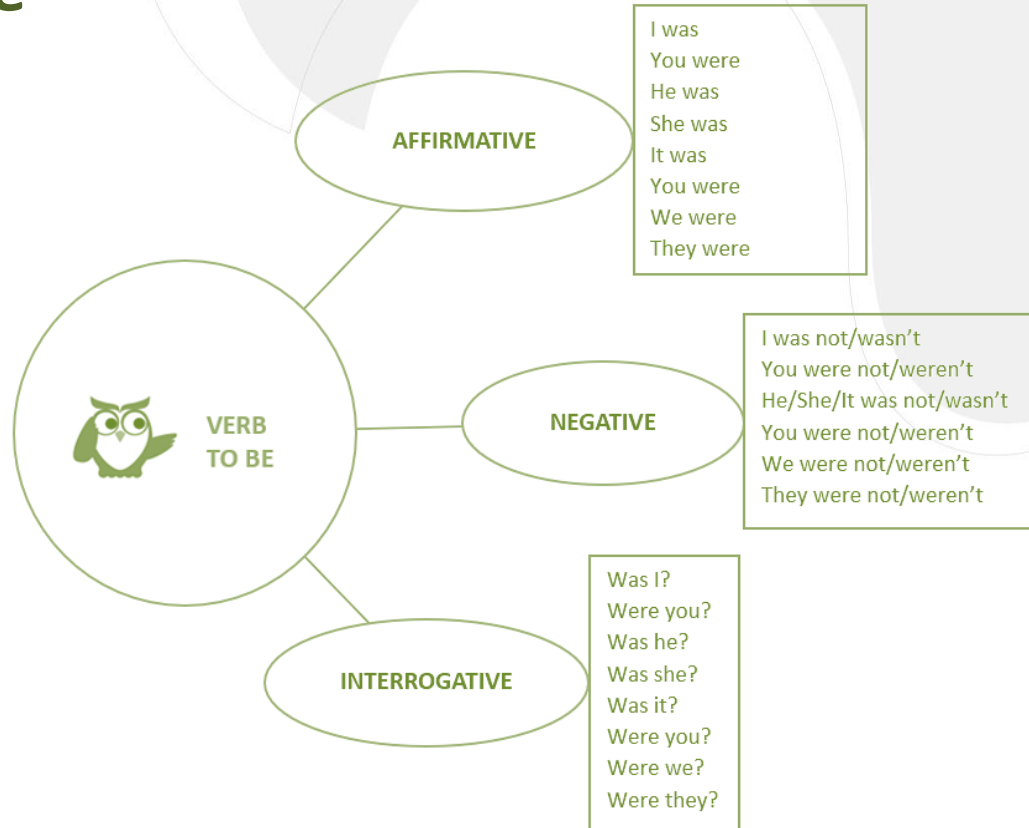 AFFIRMATIVE
I was
You were
He was
She was
It was
You were
We were
They were
VERB
TO BE
NEGATIVE
I was not/wasn’t
You were not/weren’t
He/She/It was not/wasn’t
You were not/weren’t
We were not/weren’t
They were not/weren’t
INTERROGATIVE
Was I?
Were you?
Was he?
Was she?
Was it?
Were you?
Were we?
Were they?